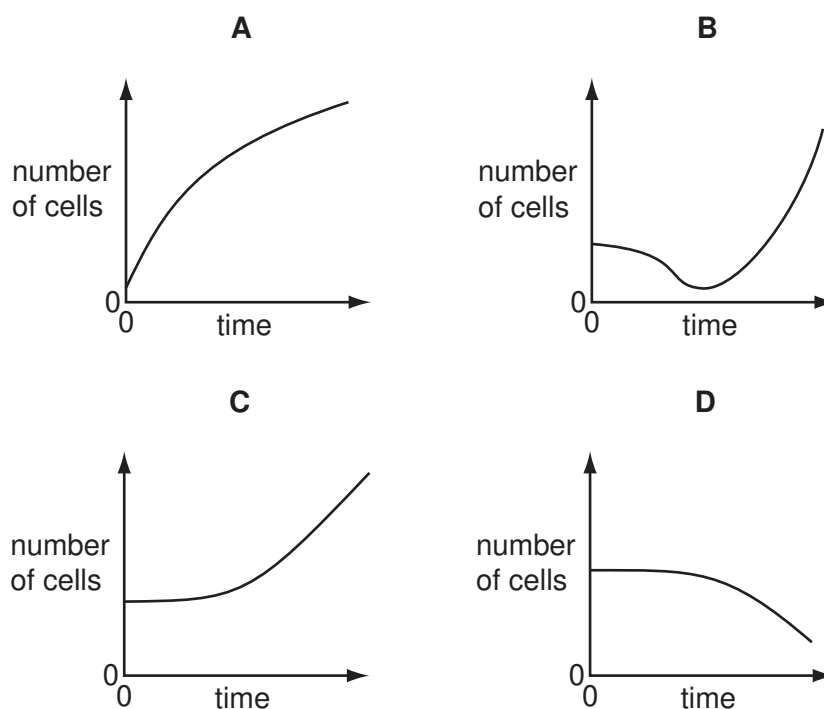 A
B
number
of cells
0
0
time
number
of cells
0
0
time
C
D
number
of cells
0
0
time
number
of cells
0
0
time